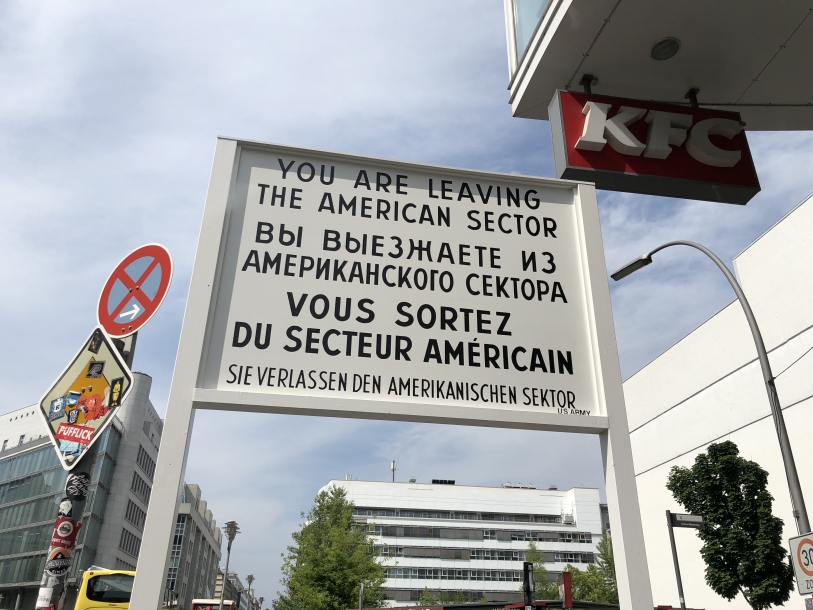 YOU ARE LEAVING
THE AMERICAN SECTOR
ВЫ ВЫЕЗЖАЕТЕ ИЗ
АМЕРИКАНСКОГО СЕКТОРА
VOUS SORTEZ
DU SECTEUR AMÉRICAIN
SIE VERLASSEN DEN AMERIKANISCHEN SEKTOR
US ARMY
KFC
PUFFLICK
30